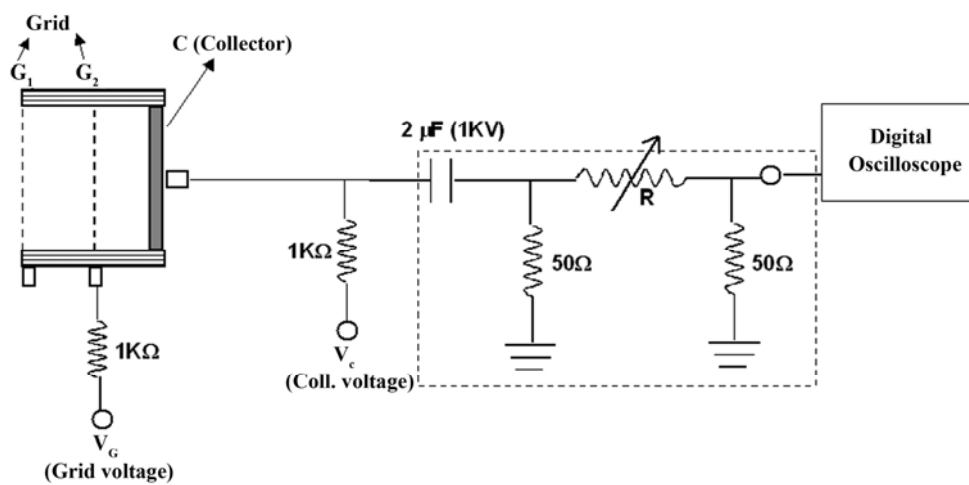 Grid
G1 G2
C (Collector)
2 μF (1KV)
Digital
Oscilloscope
R
1KΩ
50Ω
50Ω
1KΩ
Vc
(Coll. voltage)
VG
(Grid voltage)